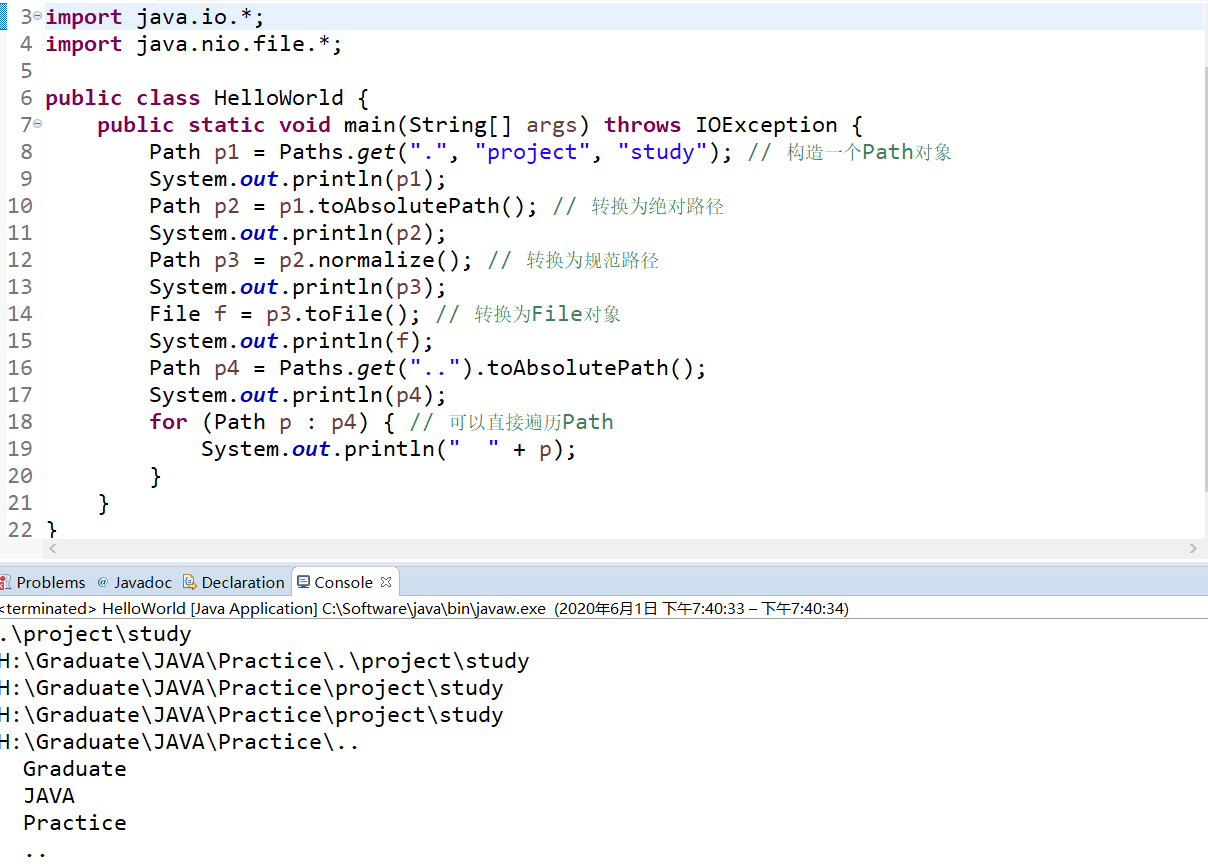 3 import java.io.*;
4 import java.nio.file.*;
5
6 public class HelloWorld {
7     public static void main(String[] args) throws IOException {
8         Path p1 = Paths.get(".", "project", "study"); // 构造一个Path对象
9         System.out.println(p1);
10         Path p2 = p1.toAbsolutePath(); // 转换为绝对路径
11         System.out.println(p2);
12         Path p3 = p2.normalize(); // 转换为规范路径
13         System.out.println(p3);
14         File f = p3.toFile(); // 转换为File对象
15         System.out.println(f);
16         Path p4 = Paths.get("..").toAbsolutePath();
17         System.out.println(p4);
18         for (Path p : p4) { // 可以直接遍历Path
19             System.out.println("  " + p);
20         }
21     }
22 }
Problems @ Javadoc Declaration Console
<terminated> HelloWorld [Java Application] C:\Software\java\bin\javaw.exe (2020年6月1日 下午7:40:33 – 下午7:40:34)
.\project\study
H:\Graduate\JAVA\Practice\.\project\study
H:\Graduate\JAVA\Practice\project\study
H:\Graduate\JAVA\Practice\project\study
H:\Graduate\JAVA\Practice\..
  Graduate
  JAVA
  Practice
  ..